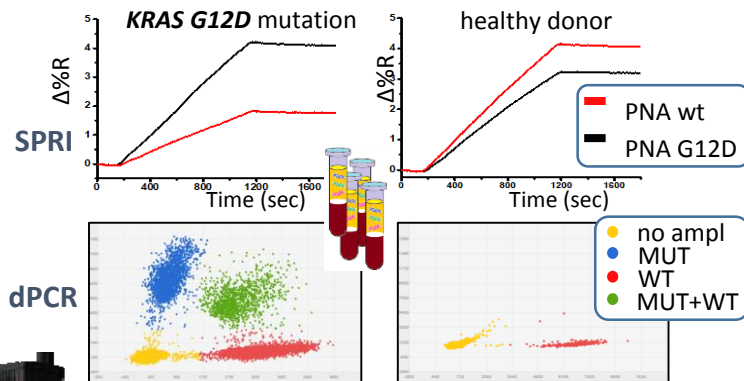 KRAS G12D mutation
healthy donor
Δ%R
5
4
3
2
1
0
0 400 800 1200 1600
Time (sec)
Δ%R
5
4
3
2
1
0
0 400 800 1200 1600
Time (sec)
SPRI
PNA wt
PNA G12D
dPCR
no ampl
MUT
WT
MUT+WT